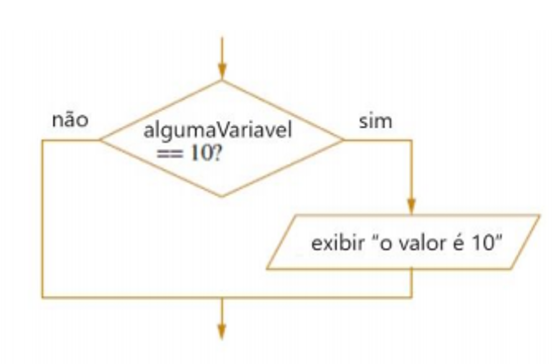 não
sim
algumaVariavel
== 10?
exibir “o valor é 10”